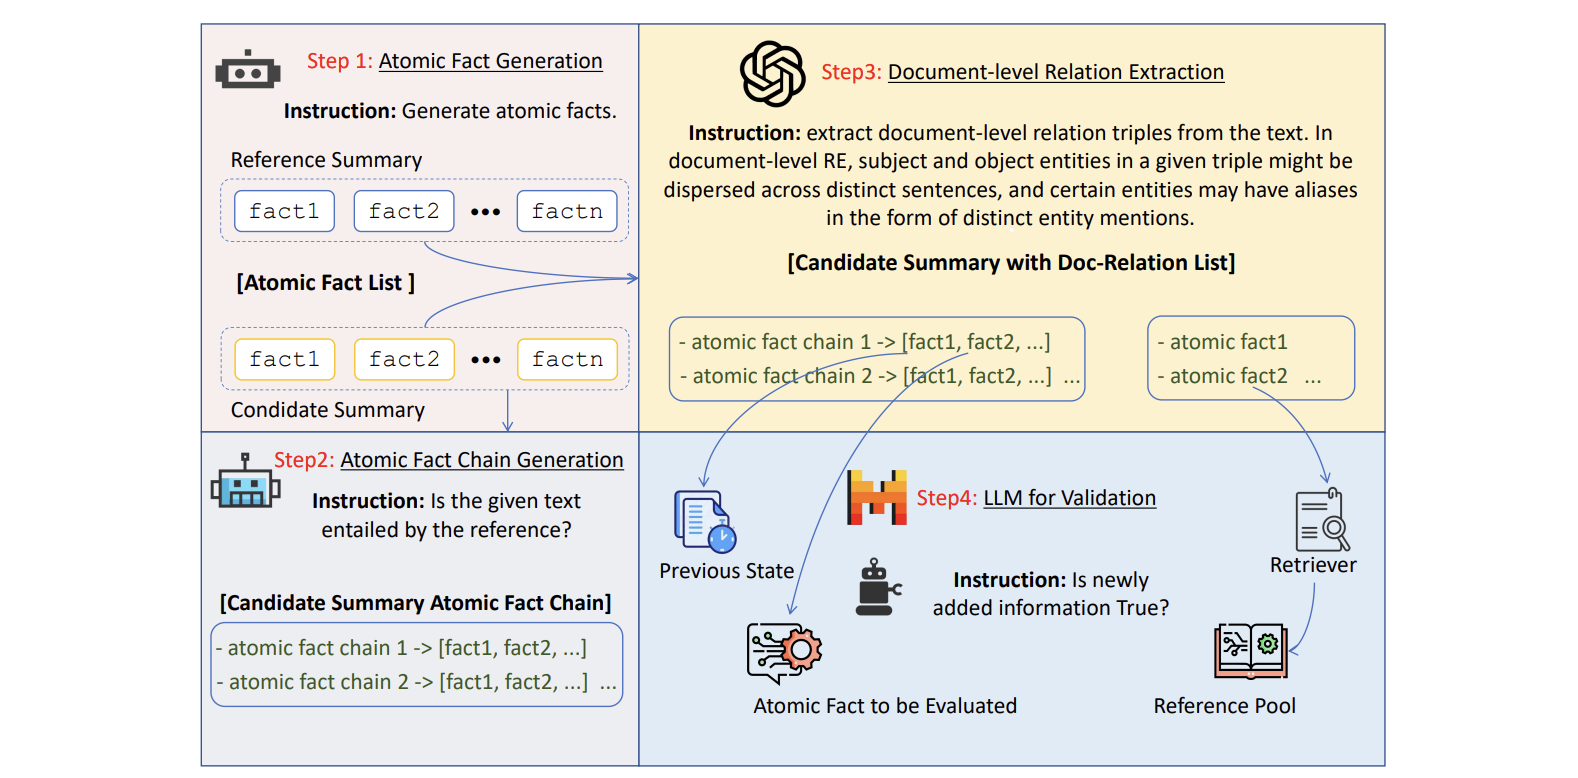 Step 1: Atomic Fact Generation
Instruction: Generate atomic facts.
Reference Summary
fact1 fact2 ••• factn
[Atomic Fact List ]
fact1 fact2 ••• factn
Condidate Summary
Step2: Atomic Fact Chain Generation
Instruction: Is the given text
entailed by the reference?
[Candidate Summary Atomic Fact Chain]
- atomic fact chain 1 -> [fact1, fact2, ...]
- atomic fact chain 2 -> [fact1, fact2, ...] ...
Step3: Document-level Relation Extraction
Instruction: extract document-level relation triples from the text. In
document-level RE, subject and object entities in a given triple might be
dispersed across distinct sentences, and certain entities may have aliases
in the form of distinct entity mentions.
[Candidate Summary with Doc-Relation List]
- atomic fact chain 1 -> [fact1, fact2, ...]
- atomic fact chain 2 -> [fact1, fact2, ...] ...
- atomic fact1
- atomic fact2 ...
Step4: LLM for Validation
Previous State
Instruction: Is newly
added information True?
Retriever
Atomic Fact to be Evaluated
Reference Pool